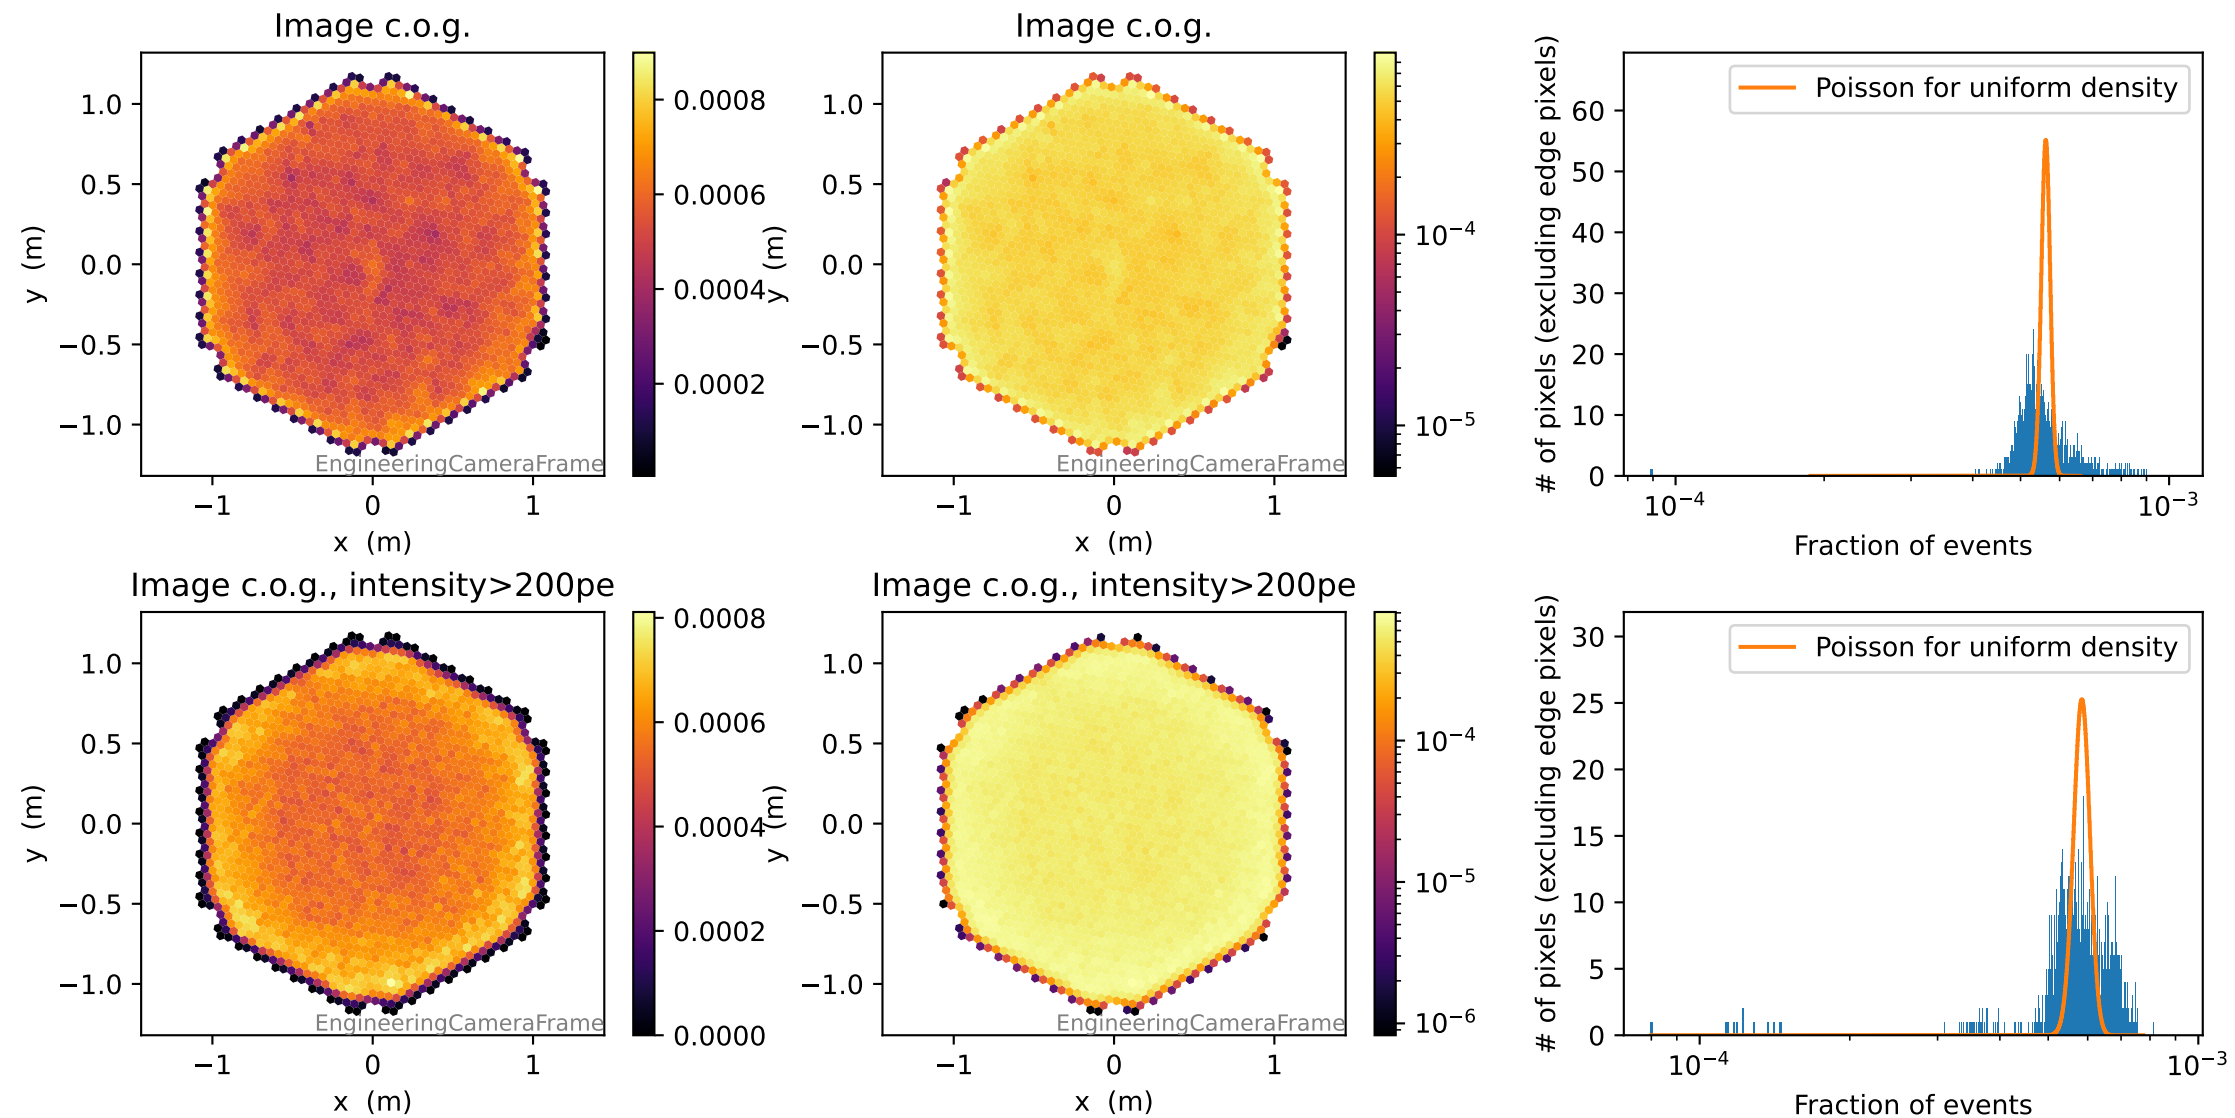 Image c.o.g.
1.0
0.5
0.0
−0.5
−1.0
y (m)
−1
0
1
x (m)
EngineeringCameraFrame
0.0008
0.0006
0.0004
0.0002
Image c.o.g.
1.0
0.5
0.0
−0.5
−1.0
y (m)
−1
0
1
x (m)
EngineeringCameraFrame
10⁻⁴
10⁻⁵
# of pixels (excluding edge pixels)
60
50
40
30
20
10
0
Poisson for uniform density
10⁻⁴
10⁻³
Fraction of events
Image c.o.g., intensity>200pe
1.0
0.5
0.0
−0.5
−1.0
y (m)
−1
0
1
x (m)
EngineeringCameraFrame
0.0008
0.0006
0.0004
0.0002
0.0000
Image c.o.g., intensity>200pe
1.0
0.5
0.0
−0.5
−1.0
y (m)
−1
0
1
x (m)
EngineeringCameraFrame
10⁻⁴
10⁻⁵
10⁻⁶
# of pixels (excluding edge pixels)
30
25
20
15
10
5
0
Poisson for uniform density
10⁻⁴
10⁻³
Fraction of events